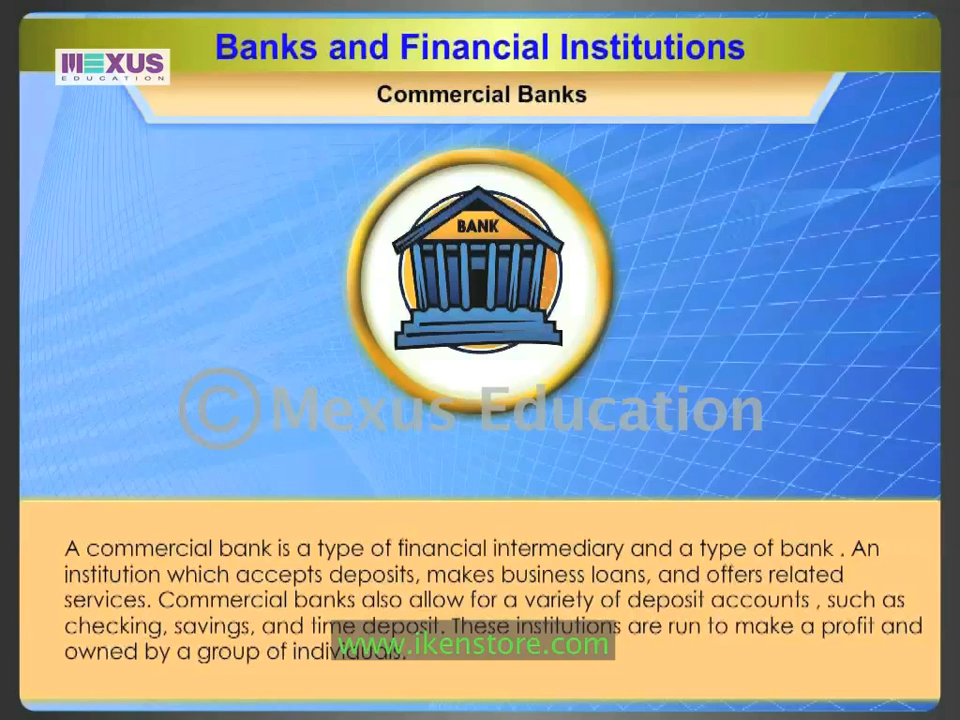 Banks and Financial Institutions
MEXUS
EDUCATION
Commercial Banks
BANK
© Mexus Education
A commercial bank is a type of financial intermediary and a type of bank . An
institution which accepts deposits, makes business loans, and offers related
services. Commercial banks also allow for a variety of deposit accounts , such as
checking, savings, and time deposit. These institutions are run to make a profit and
owned by a group of individuals.
www.ikenstore.com